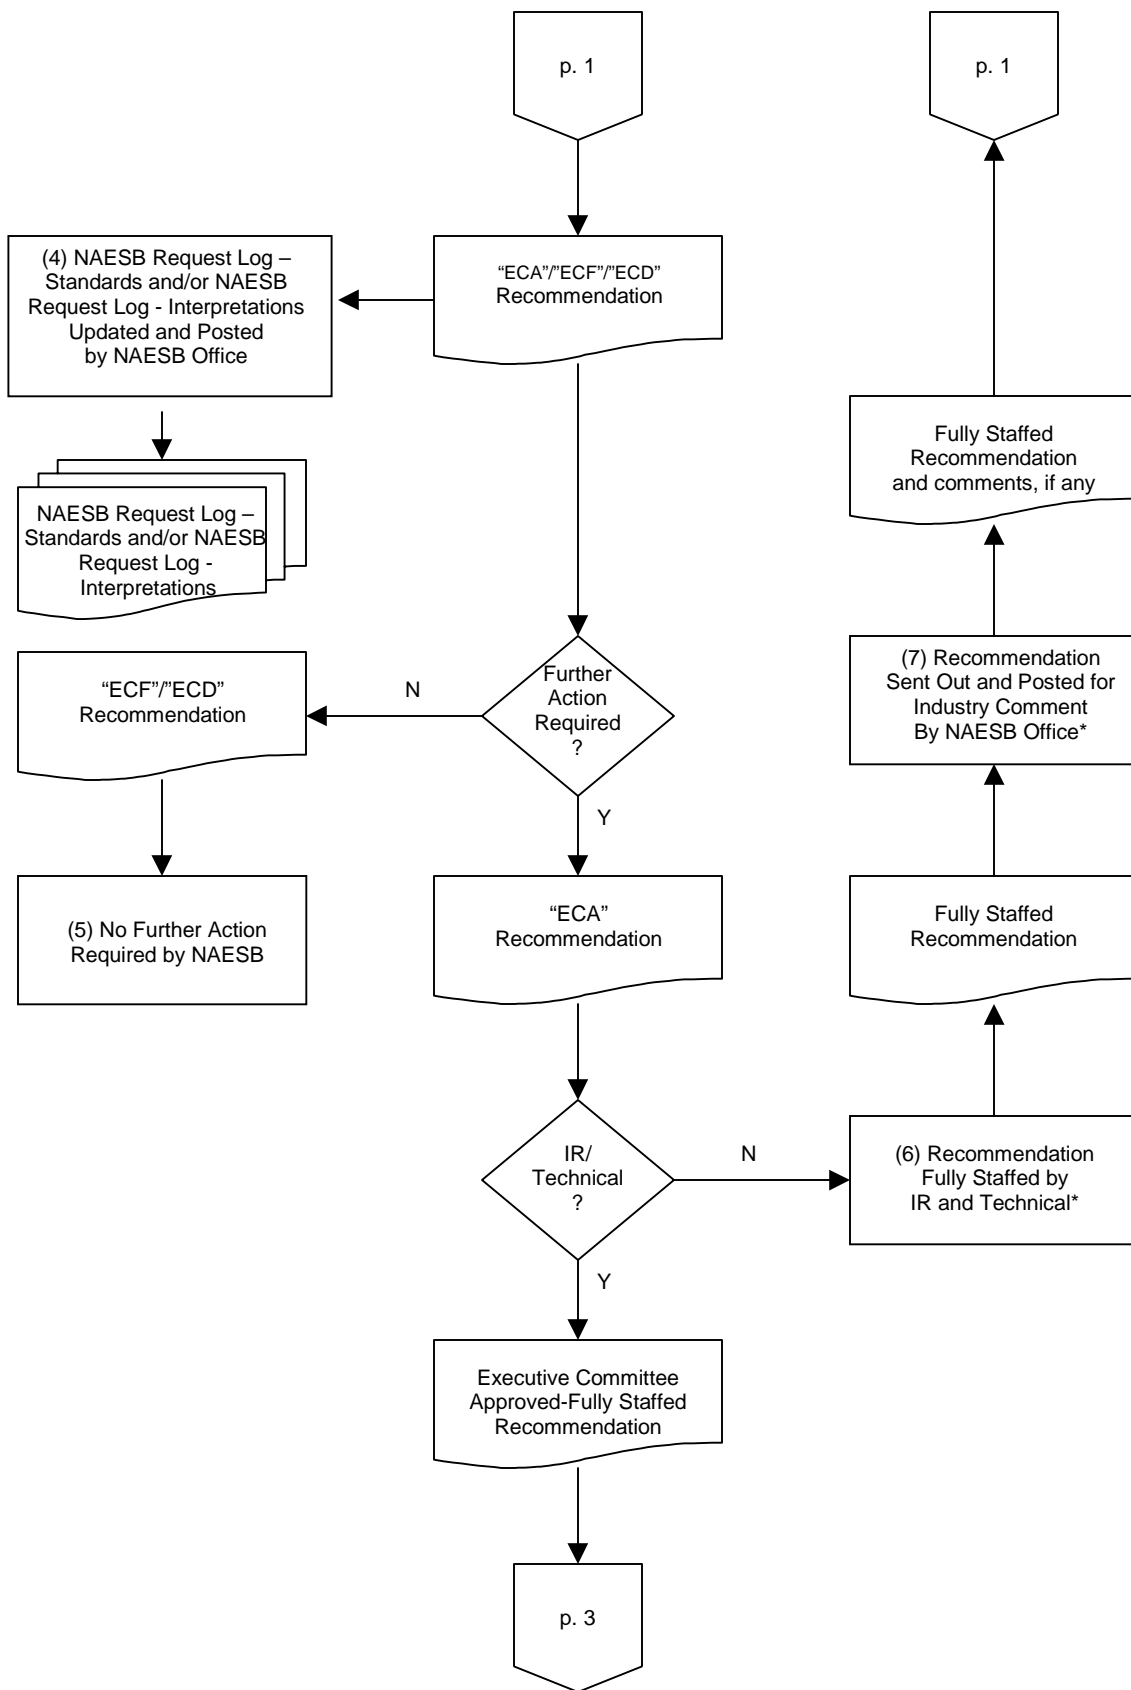 p. 1
p. 1
“ECA”/”ECF”/”ECD”
Recommendation
(4) NAESB Request Log –
Standards and/or NAESB
Request Log - Interpretations
Updated and Posted
by NAESB Office
NAESB Request Log –
Standards and/or NAESB
Request Log -
Interpretations
Fully Staffed
Recommendation
and comments, if any
Further
Action
Required
?
N
“ECF”/”ECD”
Recommendation
(7) Recommendation
Sent Out and Posted for
Industry Comment
By NAESB Office*
Y
(5) No Further Action
Required by NAESB
“ECA”
Recommendation
Fully Staffed
Recommendation
IR/
Technical
?
N
(6) Recommendation
Fully Staffed by
IR and Technical*
Y
Executive Committee
Approved-Fully Staffed
Recommendation
p. 3